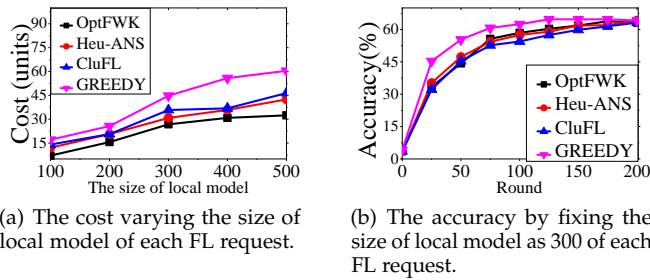 Cost (units)
90
75
60
45
30
15
OptFWK
Heu-ANS
CluFL
GREEDY
100 200 300 400 500
The size of local model
Accuracy(%)
60
45
30
15
0
OptFWK
Heu-ANS
CluFL
GREEDY
0 50 100 150 200
Round
(a) The cost varying the size of
local model of each FL request.
(b) The accuracy by fixing the
size of local model as 300 of each
FL request.